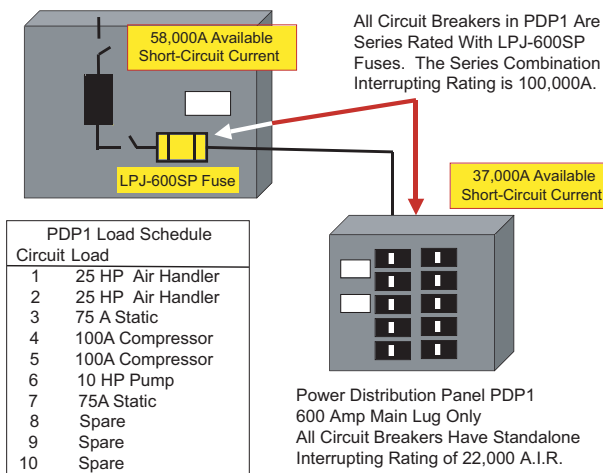 58,000A Available
Short-Circuit Current
All Circuit Breakers in PDP1 Are
Series Rated With LPJ-600SP
Fuses. The Series Combination
Interrupting Rating is 100,000A.
LPJ-600SP Fuse
37,000A Available
Short-Circuit Current
PDP1 Load Schedule
Circuit Load
1 25 HP Air Handler
2 25 HP Air Handler
3 75 A Static
4 100A Compressor
5 100A Compressor
6 10 HP Pump
7 75A Static
8 Spare
9 Spare
10 Spare
Power Distribution Panel PDP1
600 Amp Main Lug Only
All Circuit Breakers Have Standalone
Interrupting Rating of 22,000 A.I.R.